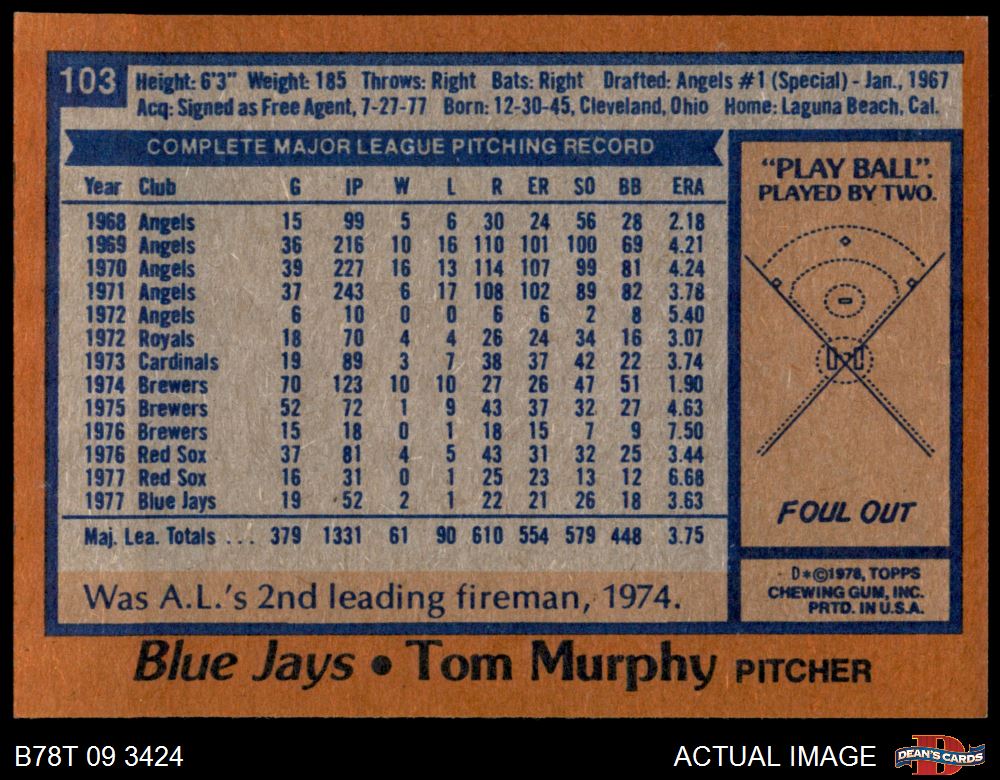 103
Height: 6'3" Weight: 185 Throws: Right Bats: Right Drafted: Angels #1 (Special) - Jan., 1967
Acq: Signed as Free Agent, 7-27-77 Born: 12-30-45, Cleveland, Ohio Home: Laguna Beach, Cal.
COMPLETE MAJOR LEAGUE PITCHING RECORD
Year Club G IP W L R ER SO BB ERA
1968 Angels 15 99 5 6 30 24 56 28 2.18
1969 Angels 36 216 10 16 110 101 100 69 4.21
1970 Angels 39 227 16 13 114 107 99 81 4.24
1971 Angels 37 243 6 17 108 102 89 82 3.78
1972 Angels 6 10 0 0 6 6 2 8 5.40
1972 Royals 18 70 4 4 26 24 34 16 3.07
1973 Cardinals 19 89 3 7 38 37 42 22 3.74
1974 Brewers 70 123 10 10 27 26 47 51 1.90
1975 Brewers 52 72 1 9 43 37 32 27 4.63
1976 Brewers 15 18 0 1 18 15 7 9 7.50
1976 Red Sox 37 81 4 5 43 31 32 25 3.44
1977 Red Sox 16 31 0 1 25 23 13 12 6.68
1977 Blue Jays 19 52 2 1 22 21 26 18 3.63
Maj. Lea. Totals ... 379 1331 61 90 610 554 579 448 3.75
Was A.L.'s 2nd leading fireman, 1974.
"PLAY BALL".
PLAYED BY TWO.
FOUL OUT
D*©1978, TOPPS
CHEWING GUM, INC.
PRTD. IN U.S.A.
Blue Jays • Tom Murphy PITCHER
B78T 09 3424
ACTUAL IMAGE
DEAN'S CARDS